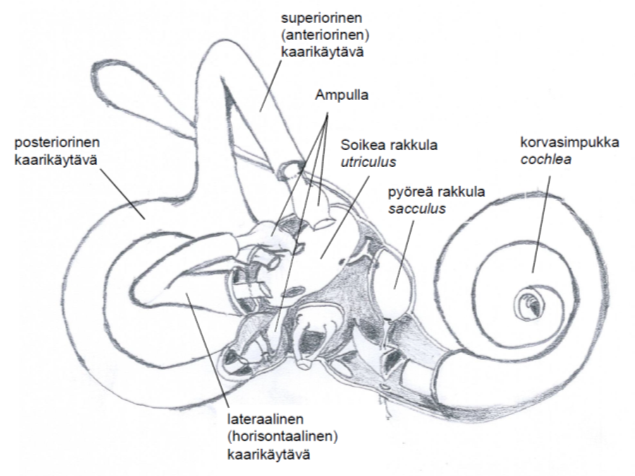 superiorinen
(anteriorinen)
kaarikäytävä
Ampulla
posteriorinen
kaarikäytävä
Soikea rakkula
utriculus
korvasimpukka
cochlea
pyöreä rakkula
sacculus
lateraalinen
(horisontaalinen)
kaarikäytävä